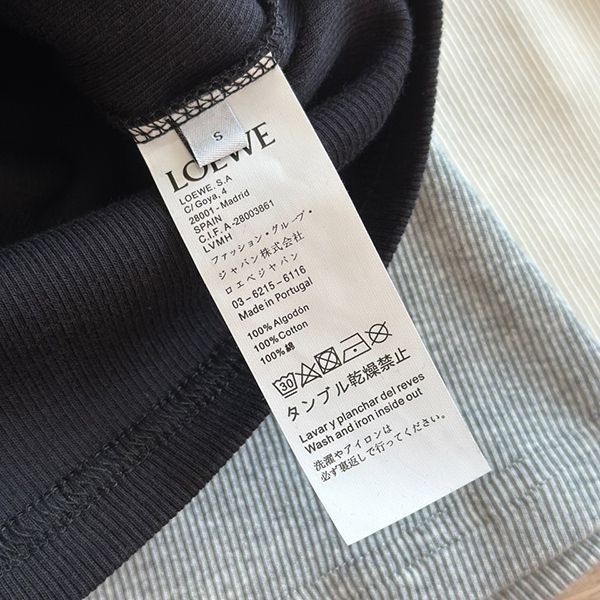 S
LOEWE
LOEWE. S.A
C/ Goya, 4
28001 - Madrid
SPAIN
C.I.F. A-28003861
LVMH
ファッション・グループ・
ジャパン株式会社
ロエベジャパン
03-6215-6116
Made in Portugal
100% Algodón
100% Cotton
100% 綿
30
タンブル乾燥禁止
Lavar y planchar del reves
Wash and iron inside out
洗濯やアイロンは
必ず裏返しで行ってください。